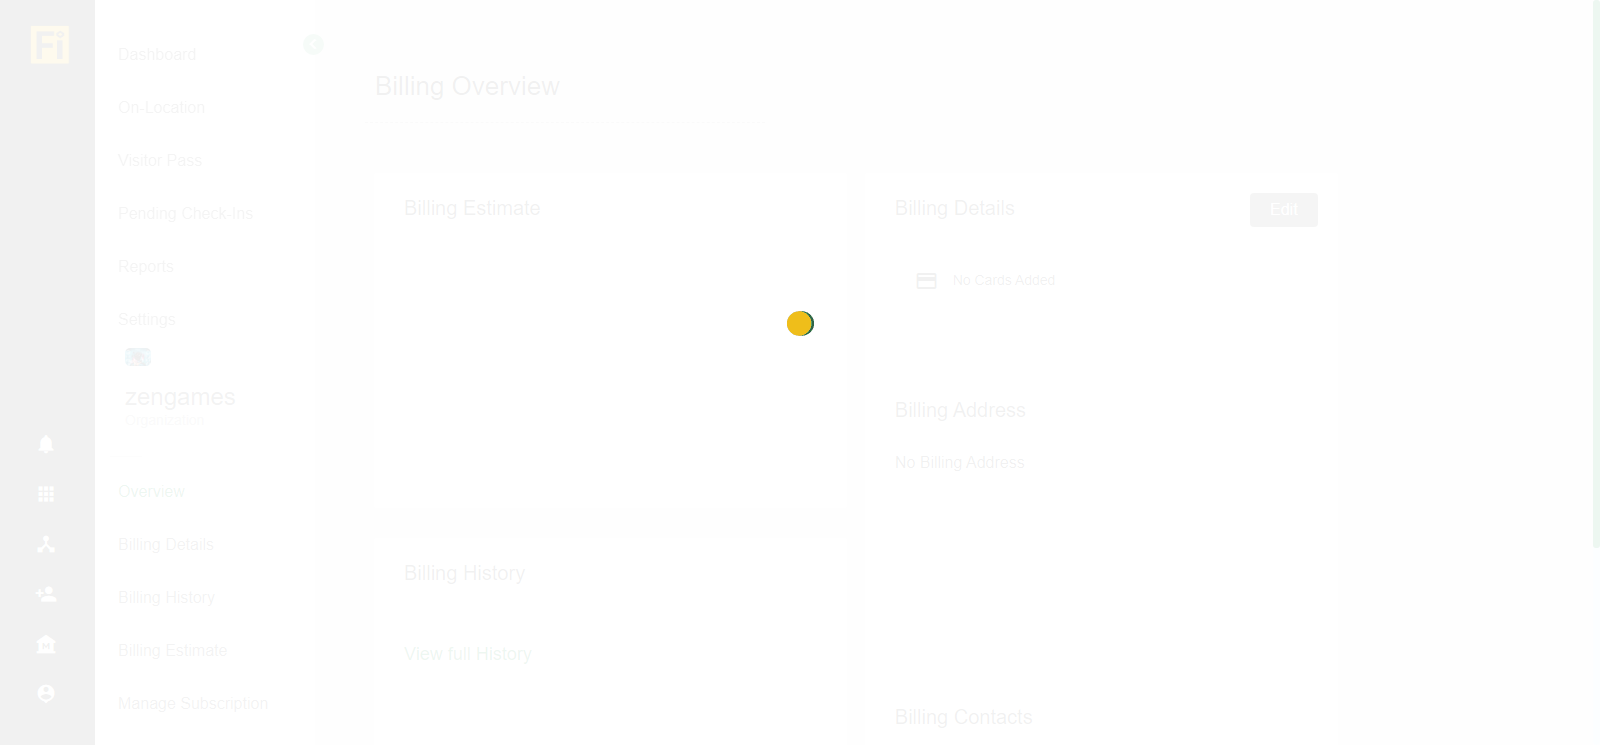 Fi
Dashboard
On-Location
Visitor Pass
Pending Check-Ins
Reports
Settings
zengames
Organization
Overview
Billing Details
Billing History
Billing Estimate
Manage Subscription
Billing Overview
Billing Estimate
Billing History
View full History
Billing Details
Edit
No Cards Added
Billing Address
No Billing Address
Billing Contacts